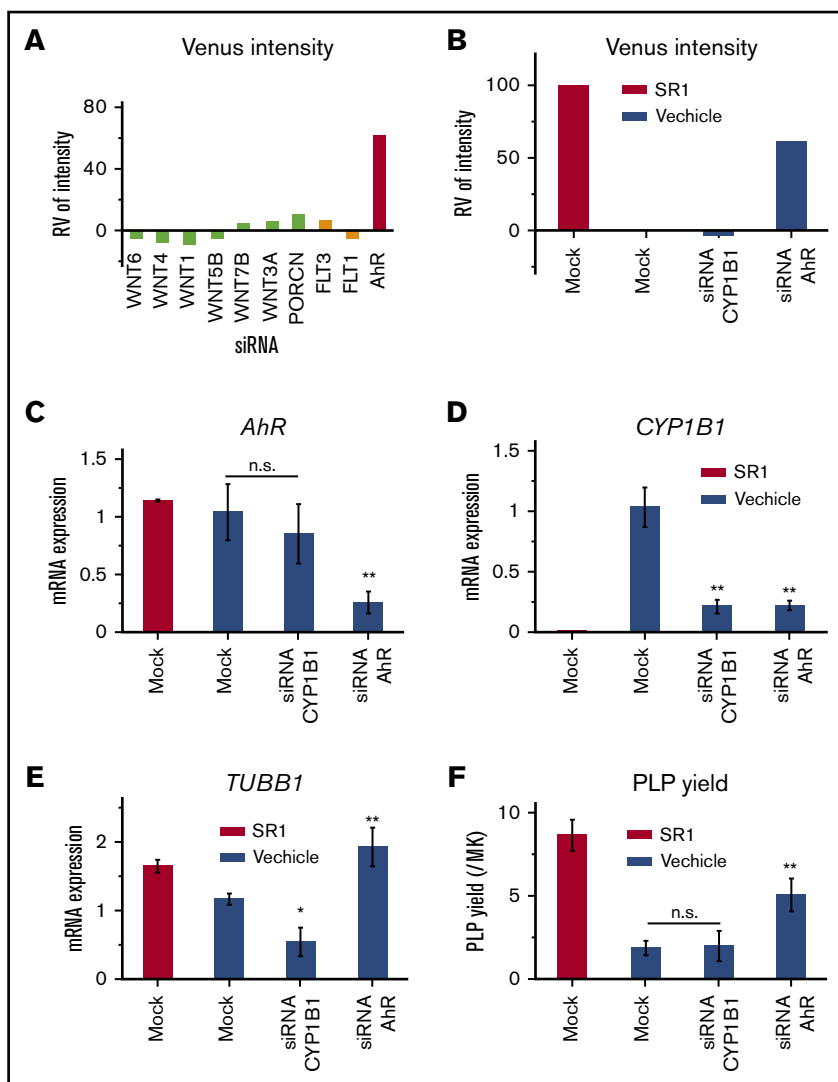 A
Venus intensity
RV of intensity
80
40
0
WNT6
WNT4
WNT1
WNT5B
WNT7B
WNT3A
PORCN
FLT3
FLT1
AhR
siRNA
B
Venus intensity
RV of intensity
100
50
0
SR1
Vechicle
Mock
Mock
siRNA
CYP1B1
siRNA
AhR
C
AhR
mRNA expression
1.5
1
0.5
0
n.s.
**
Mock
Mock
siRNA
CYP1B1
siRNA
AhR
D
CYP1B1
mRNA expression
1.5
1
0.5
0
SR1
Vechicle
**
**
Mock
Mock
siRNA
CYP1B1
siRNA
AhR
E
TUBB1
mRNA expression
2
1
0
SR1
Vechicle
*
**
Mock
Mock
siRNA
CYP1B1
siRNA
AhR
F
PLP yield
PLP yield (/MK)
10
5
0
SR1
Vechicle
n.s.
**
Mock
Mock
siRNA
CYP1B1
siRNA
AhR